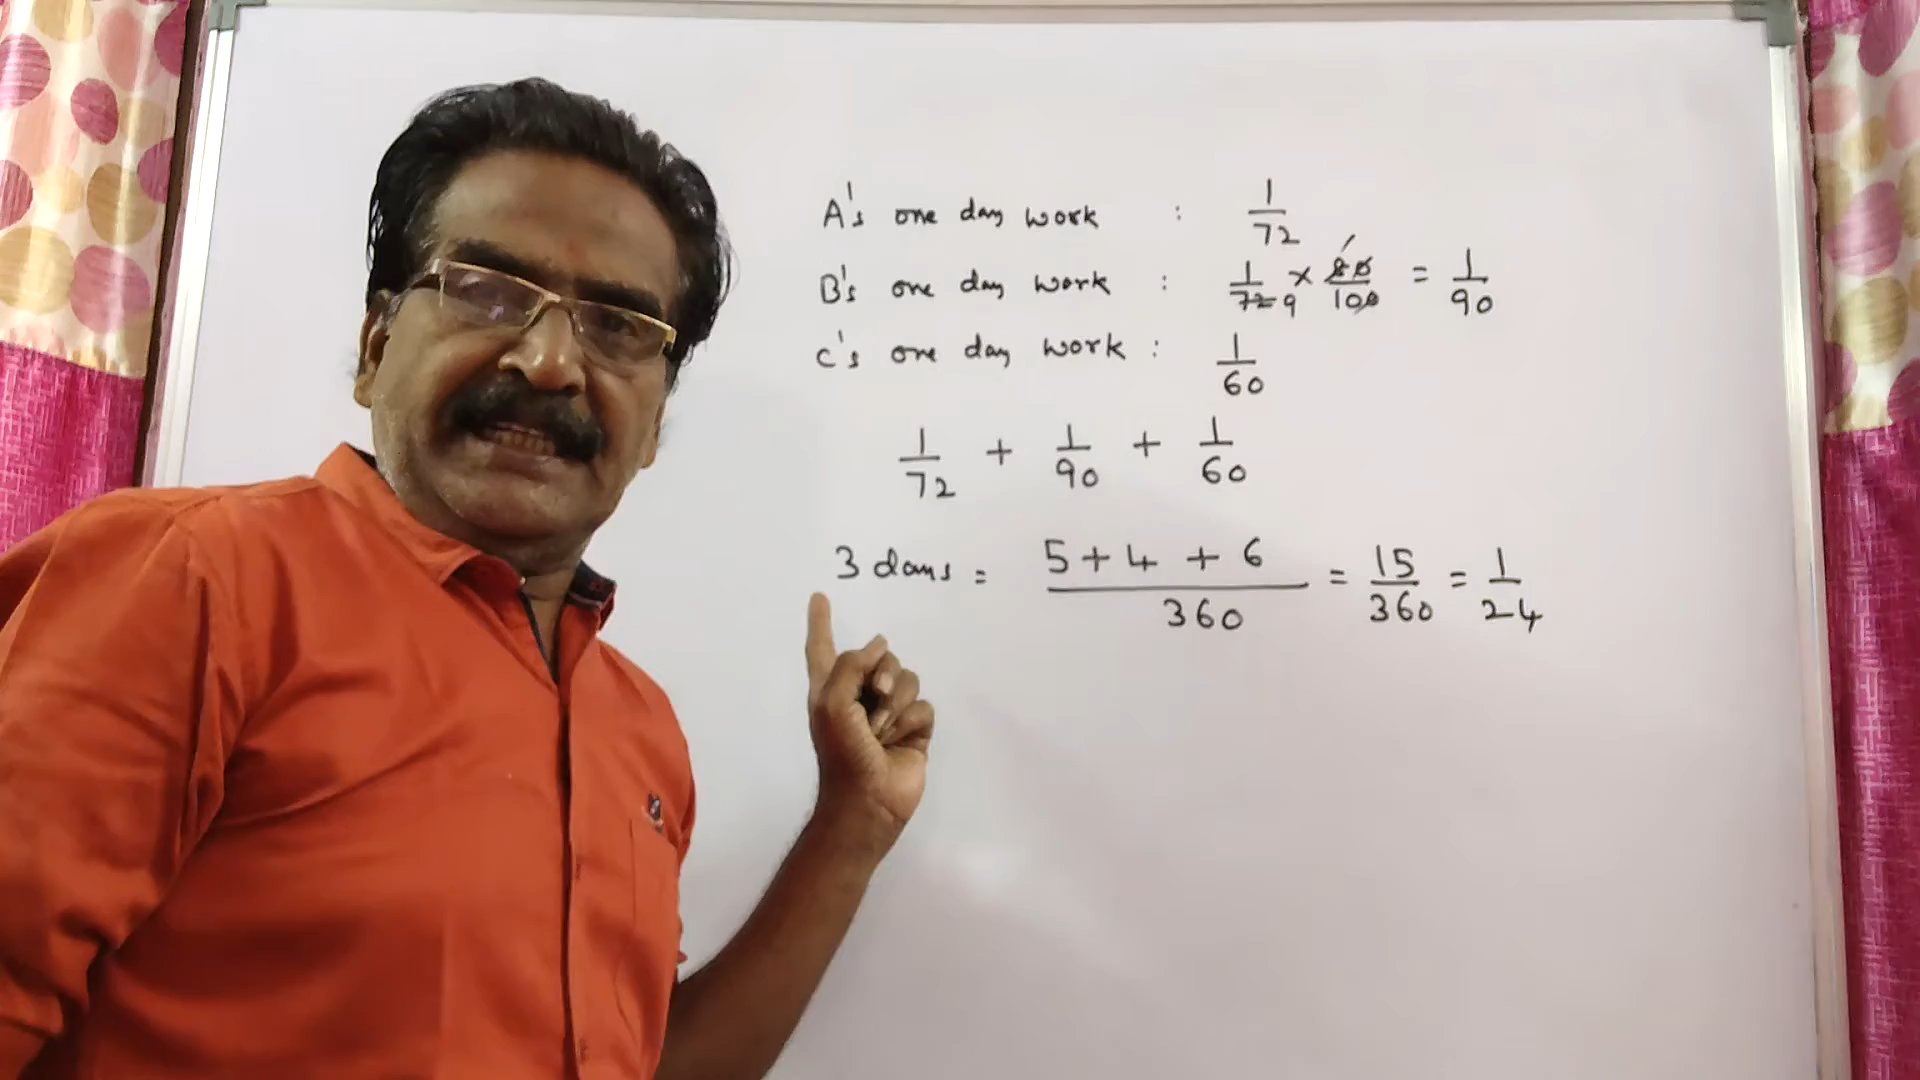 A's one day work : 1/72
B's one day work : 1/72 9 × 80/100 = 1/90
C's one day work : 1/60
1/72 + 1/90 + 1/60
3 days = 5+4+6/360 = 15/360 = 1/24